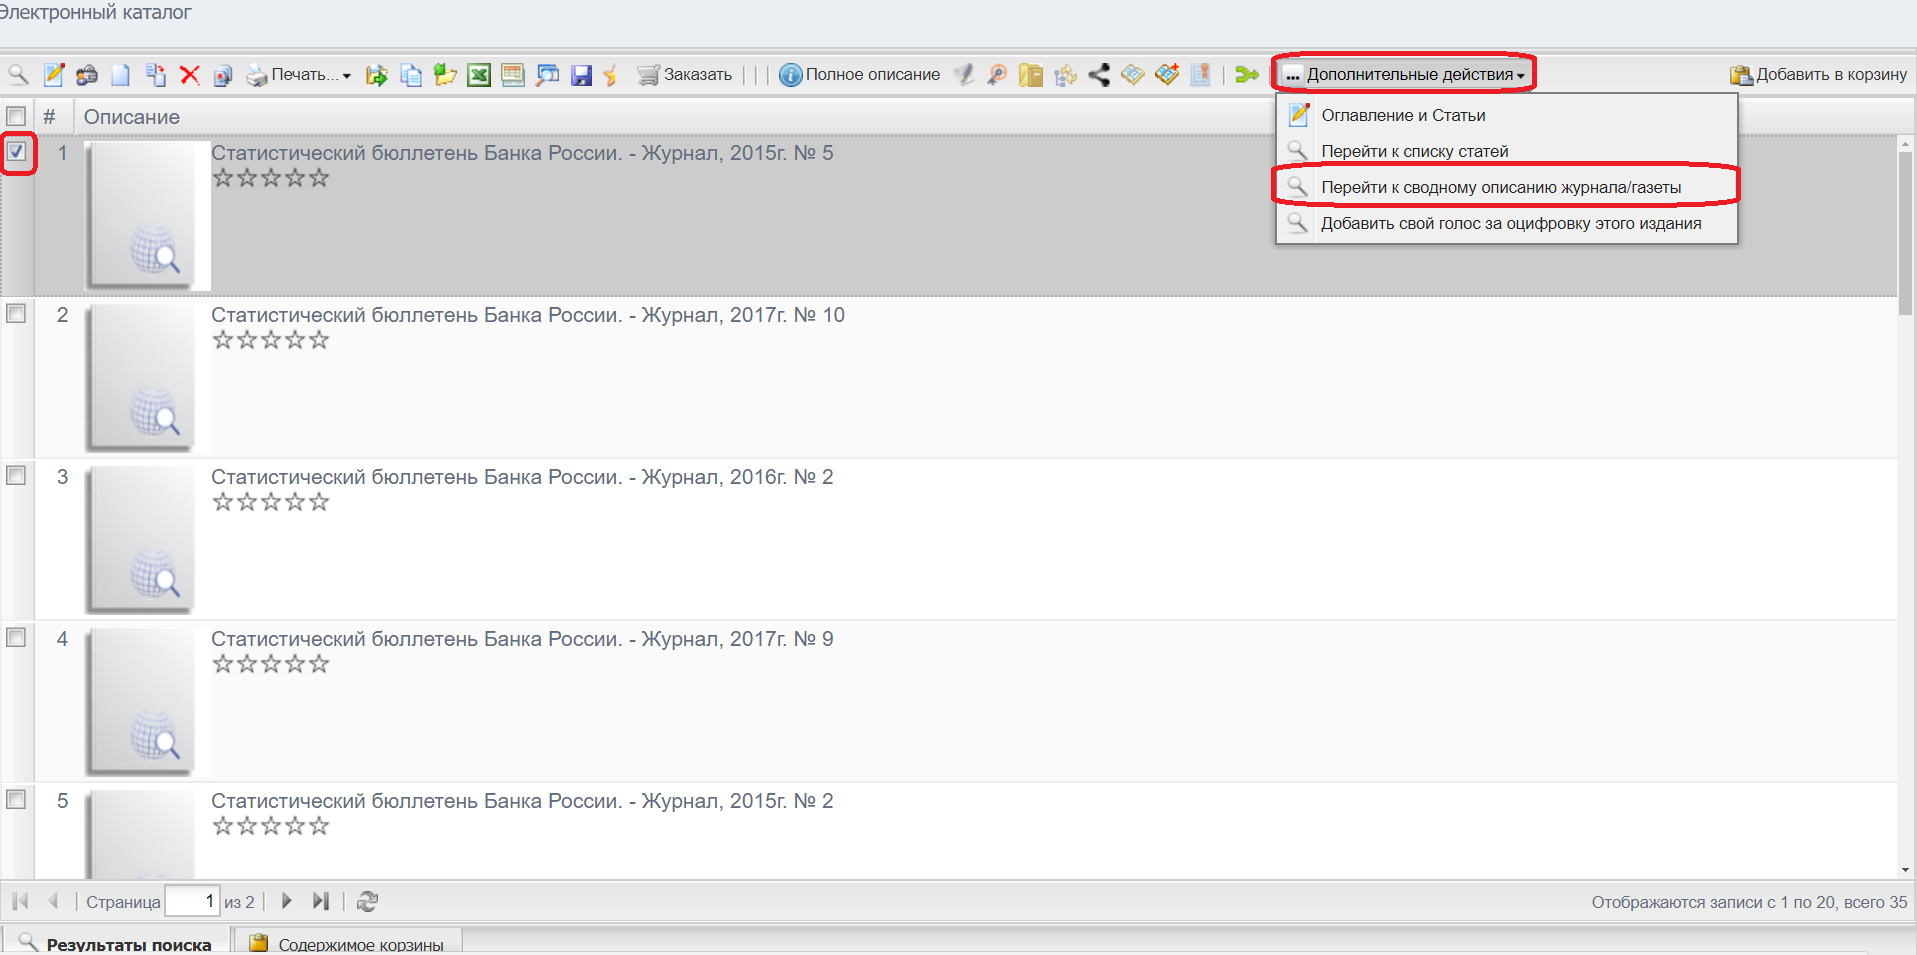 Электронный каталог
Печать... Заказать Полное описание ... Дополнительные действия Добавить в корзину
# Описание
Оглавление и Статьи
Перейти к списку статей
Перейти к сводному описанию журнала/газеты
Добавить свой голос за оцифровку этого издания
1 Статистический бюллетень Банка России. - Журнал, 2015г. № 5
2 Статистический бюллетень Банка России. - Журнал, 2017г. № 10
3 Статистический бюллетень Банка России. - Журнал, 2016г. № 2
4 Статистический бюллетень Банка России. - Журнал, 2017г. № 9
5 Статистический бюллетень Банка России. - Журнал, 2015г. № 2
Страница 1 из 2 Отображаются записи с 1 по 20, всего 35
Результаты поиска Содержимое корзины